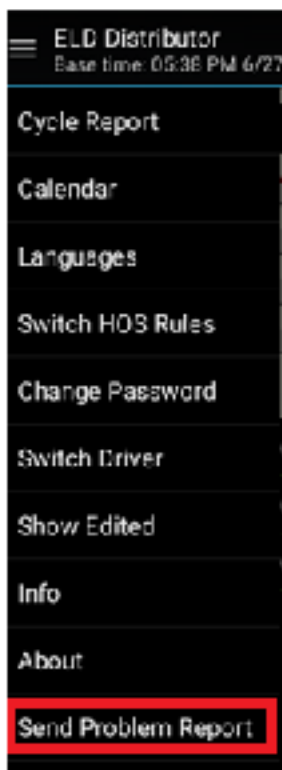 ELD Distributor
Base time: 05:38 PM 6/27
Cycle Report
Calendar
Languages
Switch HOS Rules
Change Password
Switch Driver
Show Edited
Info
About
Send Problem Report